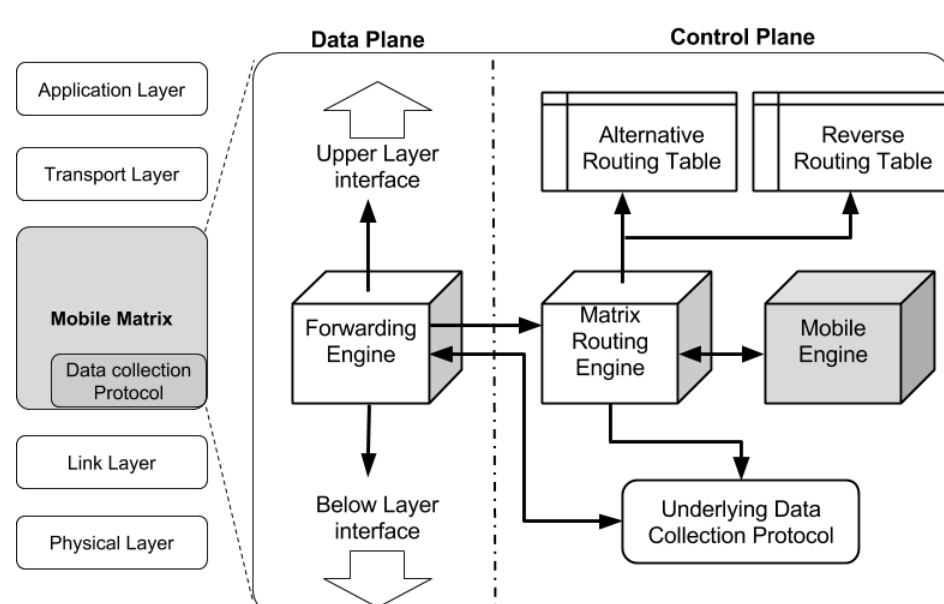 Data Plane
Control Plane
Application Layer
Transport Layer
Mobile Matrix
Data collection
Protocol
Link Layer
Physical Layer
Upper Layer
interface
Forwarding
Engine
Below Layer
interface
Alternative
Routing Table
Reverse
Routing Table
Matrix
Routing
Engine
Mobile
Engine
Underlying Data
Collection Protocol